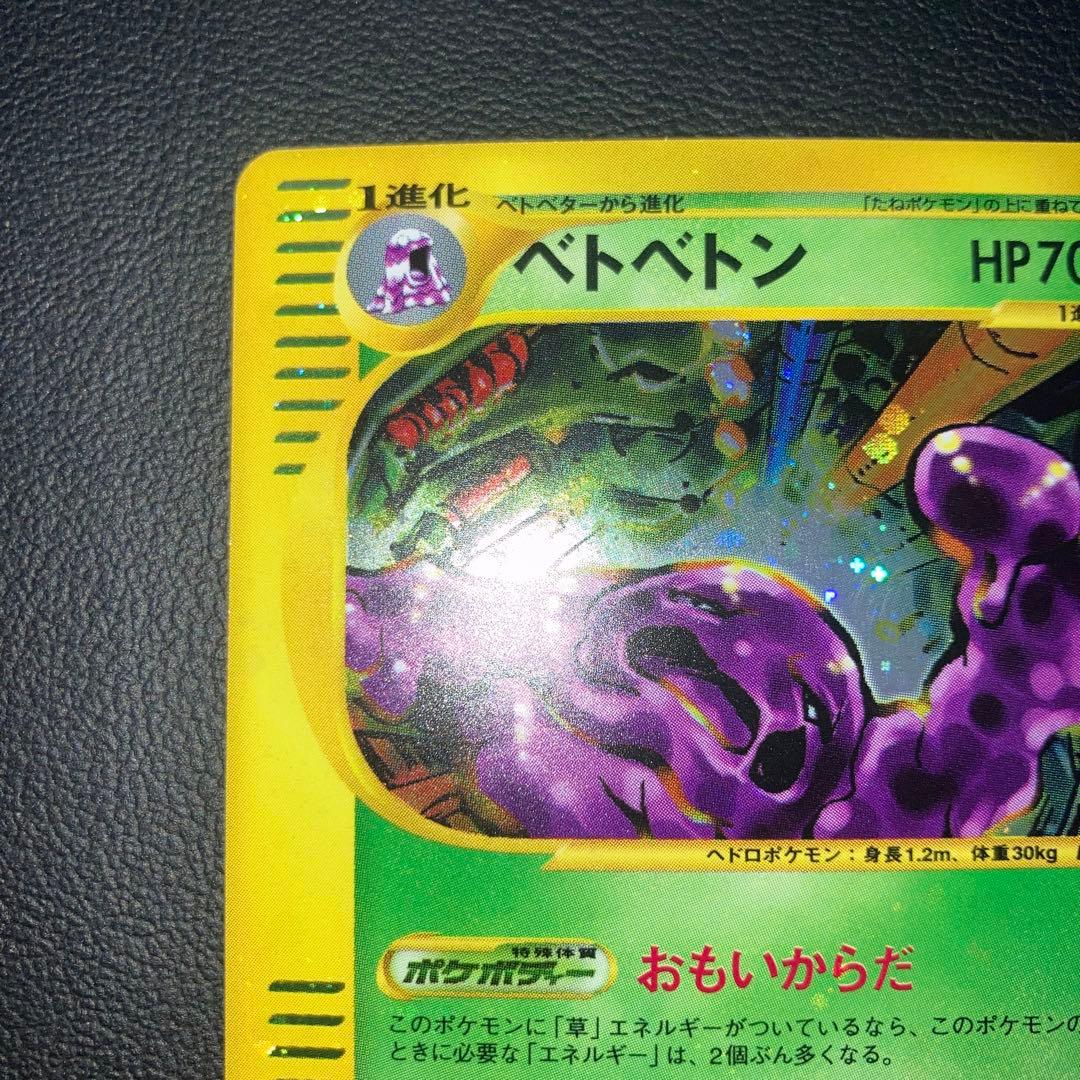 1進化 ベトベターから進化 「たねポケモン」の上に重ねて
ベトベトン HP70
1進
ヘドロポケモン：身長1.2m、体重30kg
特殊体質
ポケボディー おもいからだ
このポケモンに「草」エネルギーがついているなら、このポケモンの
ときに必要な「エネルギー」は、2個ぶん多くなる。